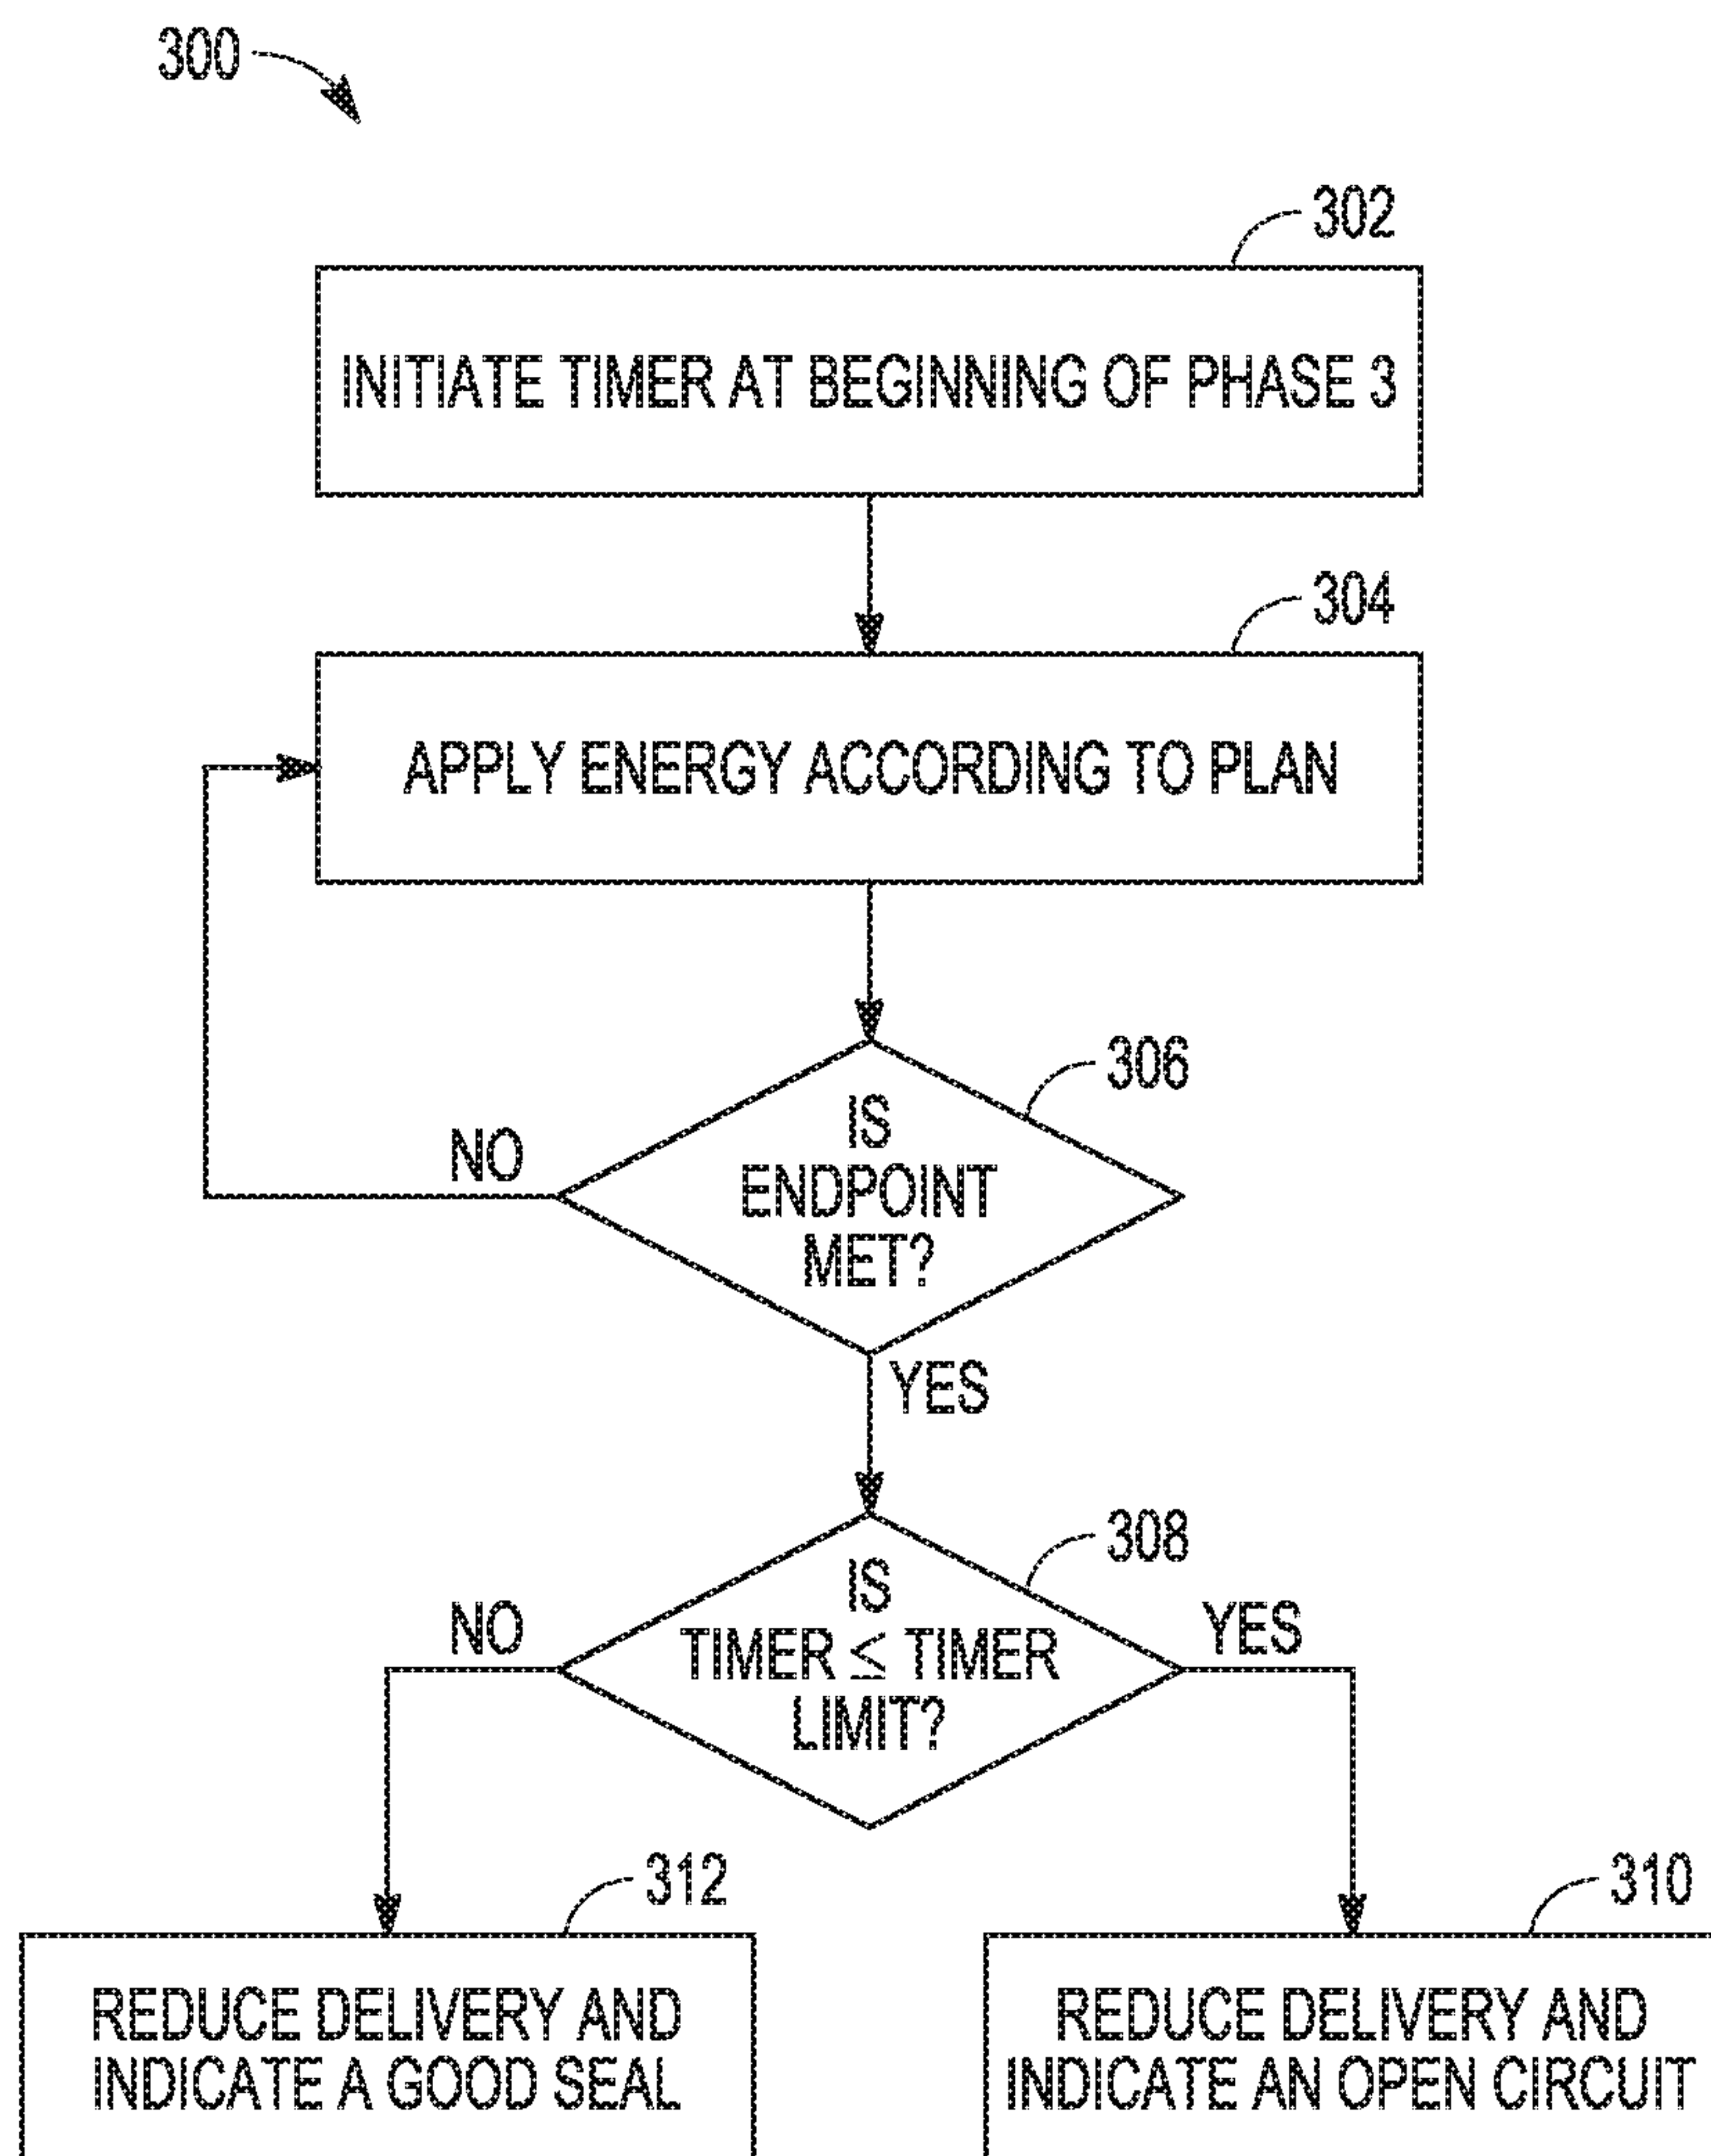 300
302
INITIATE TIMER AT BEGINNING OF PHASE 3
304
APPLY ENERGY ACCORDING TO PLAN
306
IS
ENDPOINT
MET?
NO
YES
308
IS
TIMER ≤ TIMER
LIMIT?
NO
YES
312
REDUCE DELIVERY AND
INDICATE A GOOD SEAL
310
REDUCE DELIVERY AND
INDICATE AN OPEN CIRCUIT